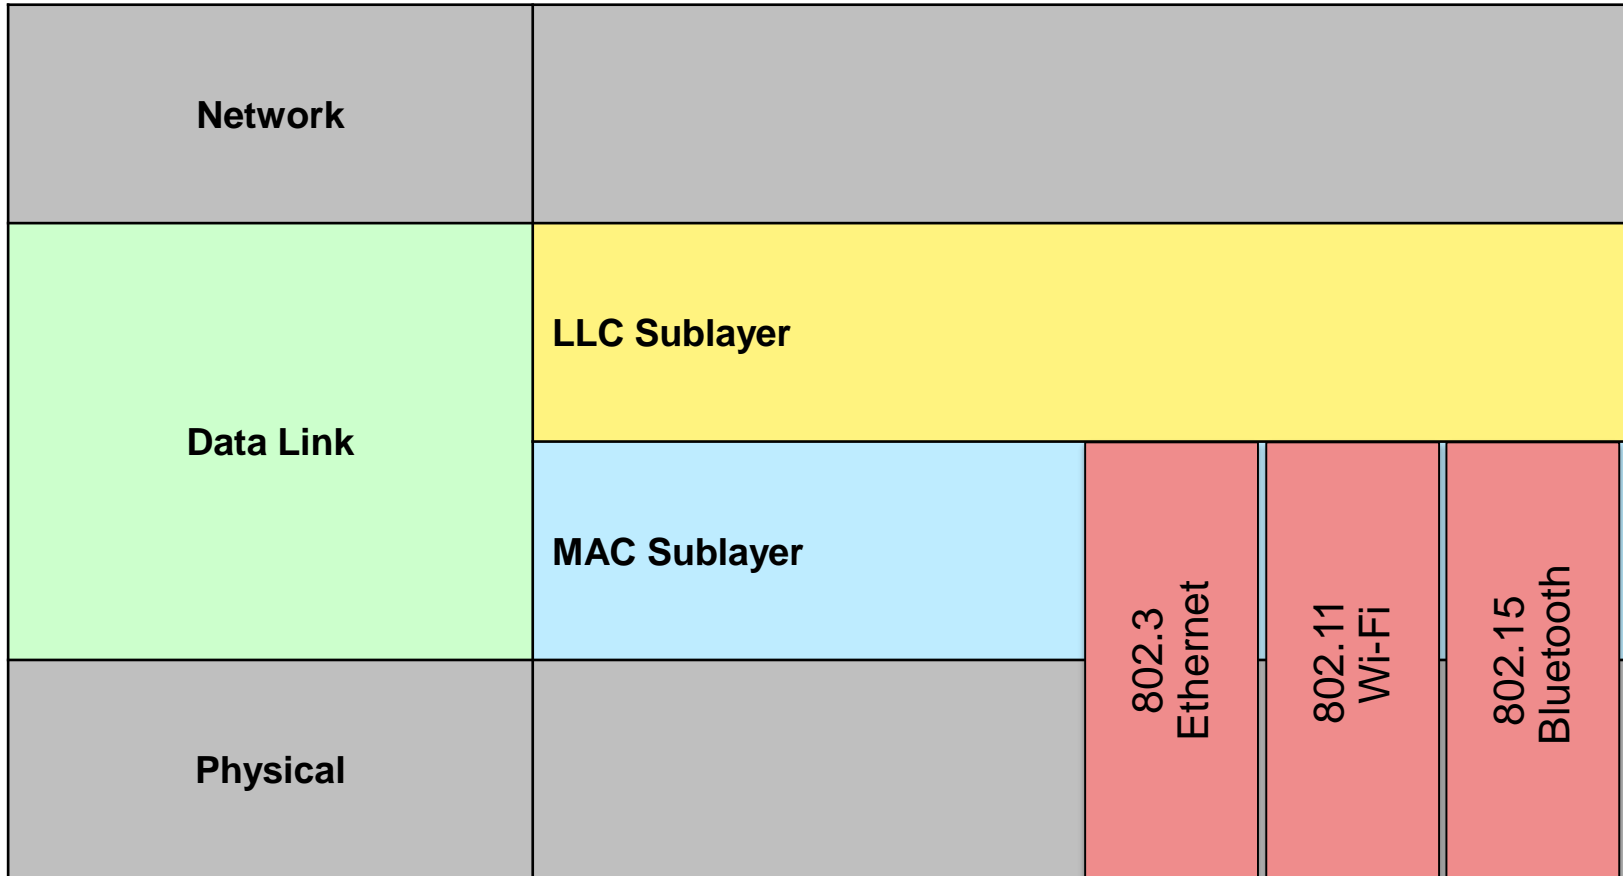 Network
LLC Sublayer
Data Link
MAC Sublayer
802.3
Ethernet
802.11
Wi-Fi
802.15
Bluetooth
Physical